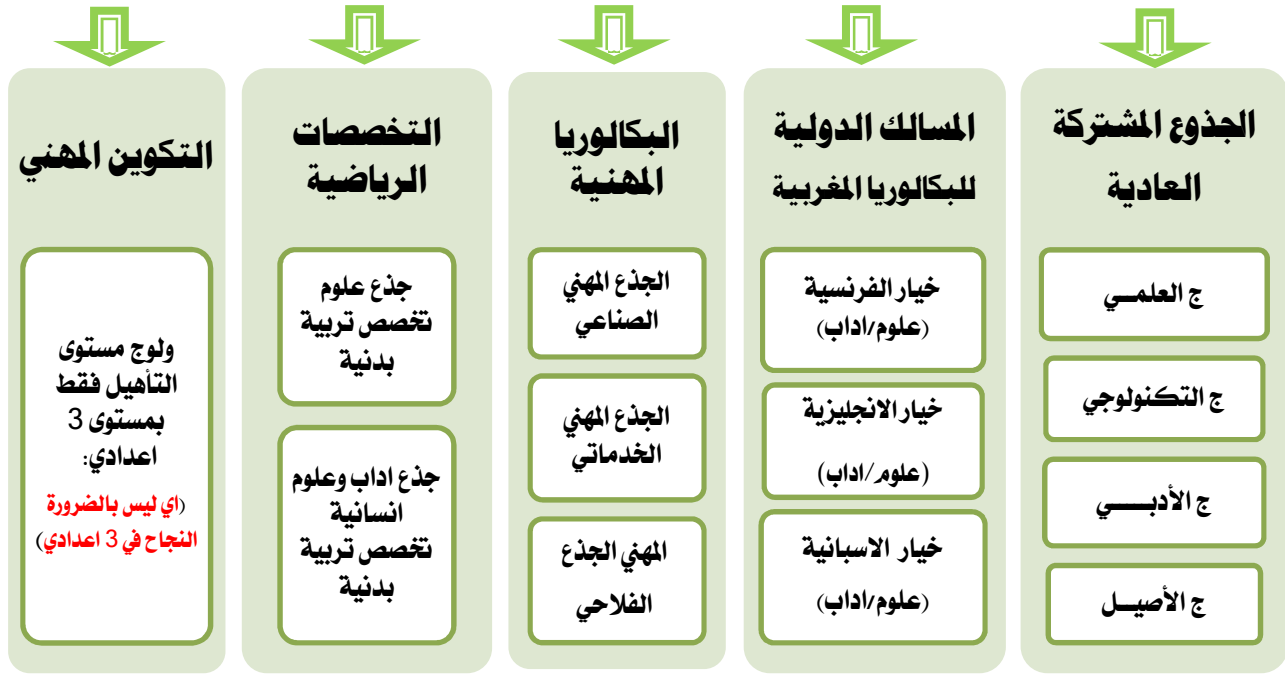 الجذوع المشتركة
العادية
ج العلمـــي
ج التكنولوجي
ج الأدبـــــي
ج الأصيـــل
المسالك الدولية
للبكالوريا المغربية
خيار الفرنسية
(علوم/اداب)
خيار الانجليزية
(علوم/اداب)
خيار الاسبانية
(علوم/اداب)
البكالوريا
المهنية
الجذع المهني
الصناعي
الجذع المهني
الخدماتي
المهني الجذع
الفلاحي
التخصصات
الرياضية
جذع علوم
تخصص تربية
بدنية
جذع اداب وعلوم
انسانية
تخصص تربية
بدنية
التكوين المهني
ولوج مستوى
التأهيل فقط
بمستوى 3
اعدادي:
(اي ليس بالضرورة
النجاح في 3 اعدادي)